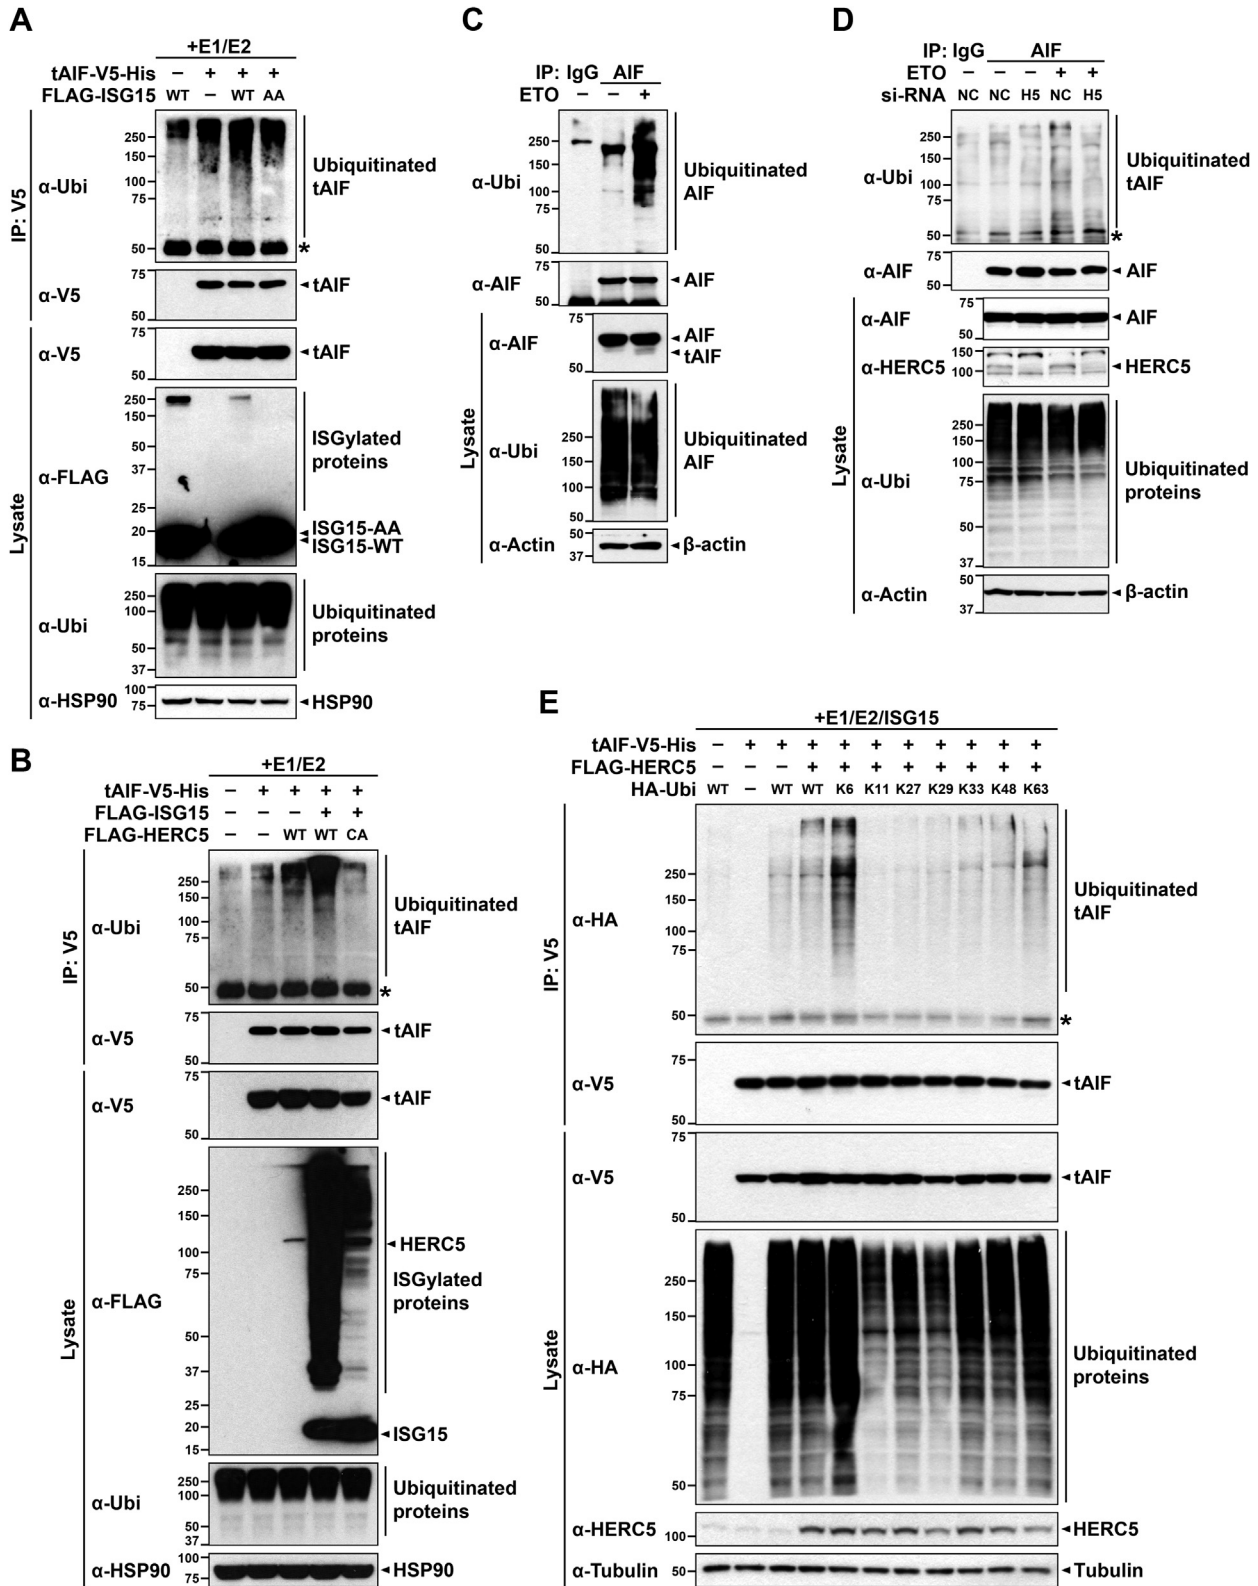 A
+E1/E2
tAIF-V5-His – + + +
FLAG-ISG15 WT – WT AA
IP: V5
α-Ubi
250
150
100
75
50
Ubiquitinated
tAIF
*
α-V5
75
50
tAIF
Lysate
α-V5
75
50
tAIF
α-FLAG
250
150
50
37
25
20
15
ISGylated
proteins
ISG15-AA
ISG15-WT
α-Ubi
250
100
50
37
Ubiquitinated
proteins
α-HSP90
100
75
HSP90
B
+E1/E2
tAIF-V5-His – + + + +
FLAG-ISG15 – – – + +
FLAG-HERC5 – – WT WT CA
IP: V5
α-Ubi
250
150
100
75
50
Ubiquitinated
tAIF
*
α-V5
75
50
tAIF
Lysate
α-V5
75
50
tAIF
α-FLAG
250
150
100
75
50
37
25
20
15
HERC5
ISGylated
proteins
ISG15
α-Ubi
250
100
50
37
Ubiquitinated
proteins
α-HSP90
100
75
HSP90
C
IP: IgG AIF
ETO – – +
α-Ubi
250
150
100
75
50
Ubiquitinated
AIF
α-AIF
75
50
AIF
Lysate
α-AIF
75
50
AIF
tAIF
α-Ubi
250
150
100
50
Ubiquitinated
AIF
α-Actin
50
37
β-actin
D
IP: IgG AIF
ETO – – – + +
si-RNA NC NC H5 NC H5
α-Ubi
250
150
100
75
50
Ubiquitinated
tAIF
*
α-AIF
50
AIF
Lysate
α-AIF
75
50
AIF
α-HERC5
150
100
HERC5
α-Ubi
250
150
100
75
50
37
Ubiquitinated
proteins
α-Actin
50
37
β-actin
E
+E1/E2/ISG15
tAIF-V5-His – + + + + + + + + + +
FLAG-HERC5 – – – + + + + + + + +
HA-Ubi WT – WT WT K6 K11 K27 K29 K33 K48 K63
IP: V5
α-HA
250
150
100
75
50
Ubiquitinated
tAIF
*
α-V5
75
50
tAIF
Lysate
α-V5
75
50
tAIF
α-HA
250
150
100
75
50
Ubiquitinated
proteins
α-HERC5
100
HERC5
α-Tubulin
50
Tubulin